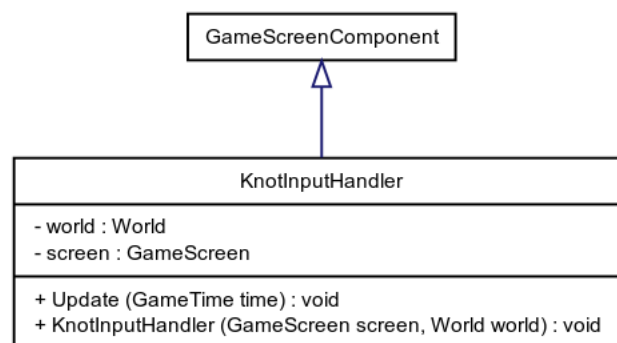 GameScreenComponent
KnotInputHandler
- world : World
- screen : GameScreen
+ Update (GameTime time) : void
+ KnotInputHandler (GameScreen screen, World world) : void